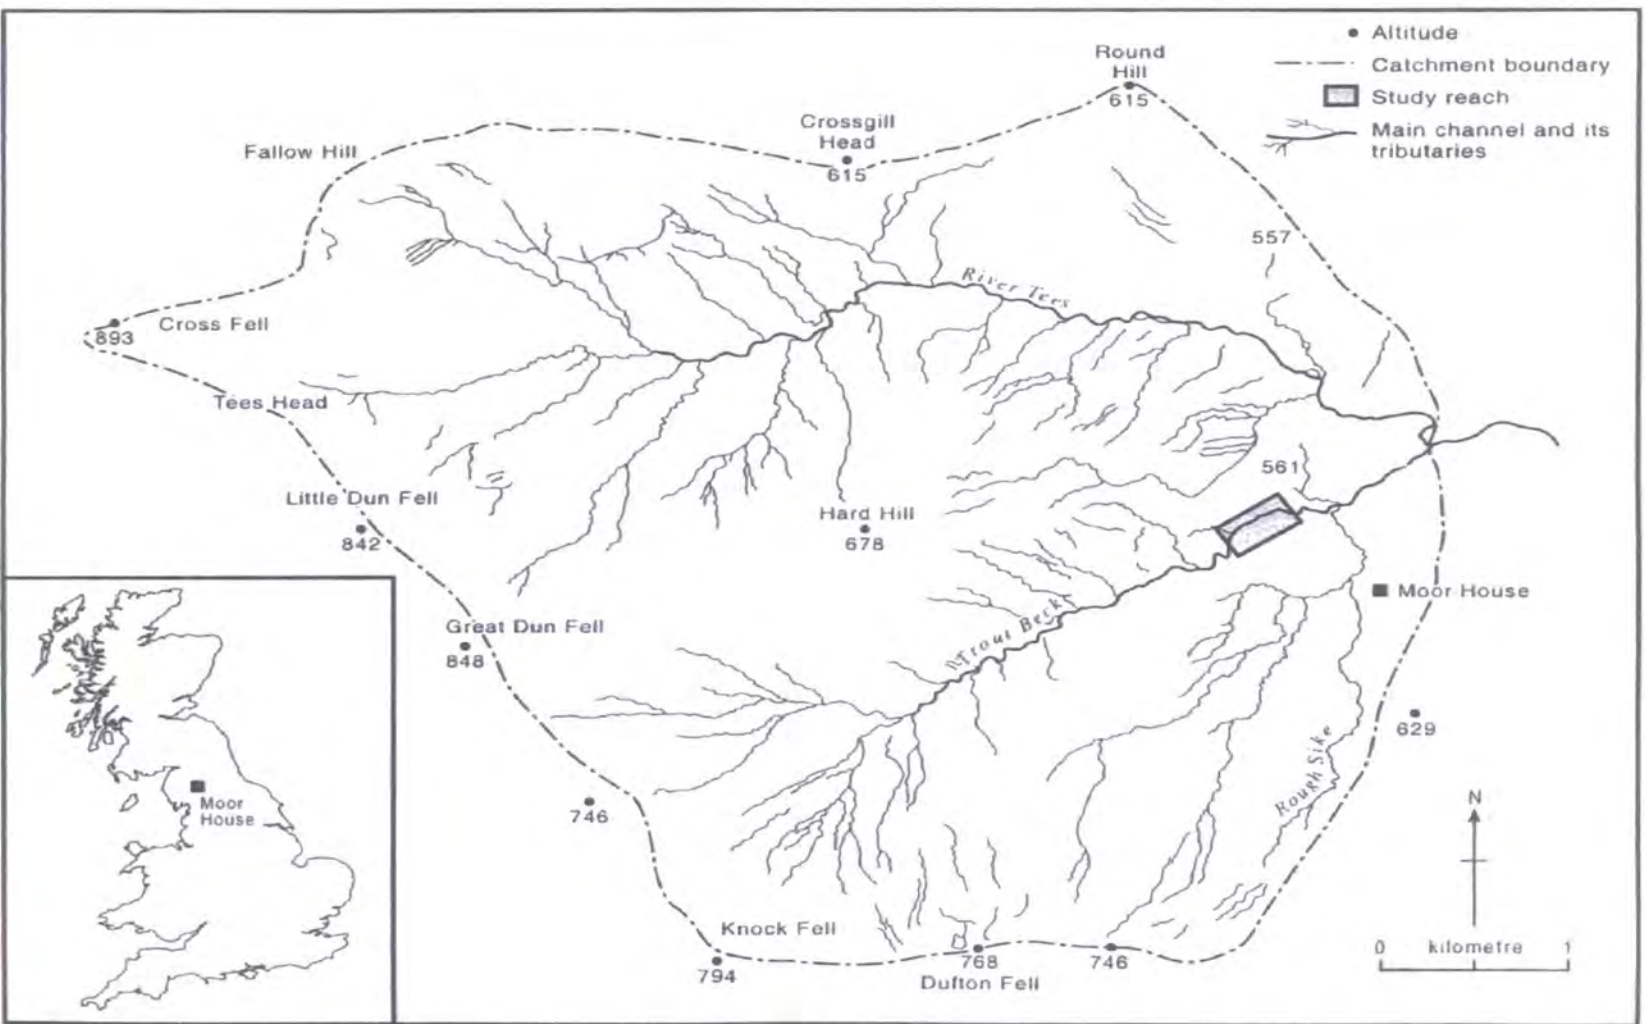 Altitude
Catchment boundary
Study reach
Main channel and its
tributaries
Round
Hill
615
Crossgill
Head
615
Fallow Hill
557
River Tees
Cross Fell
893
Tees Head
561
Little Dun Fell
842
Hard Hill
678
Moor House
Great Dun Fell
848
Trout Beck
629
Rough Sike
746
Moor
House
N
Knock Fell
794
768
746
Dufton Fell
0 kilometre 1